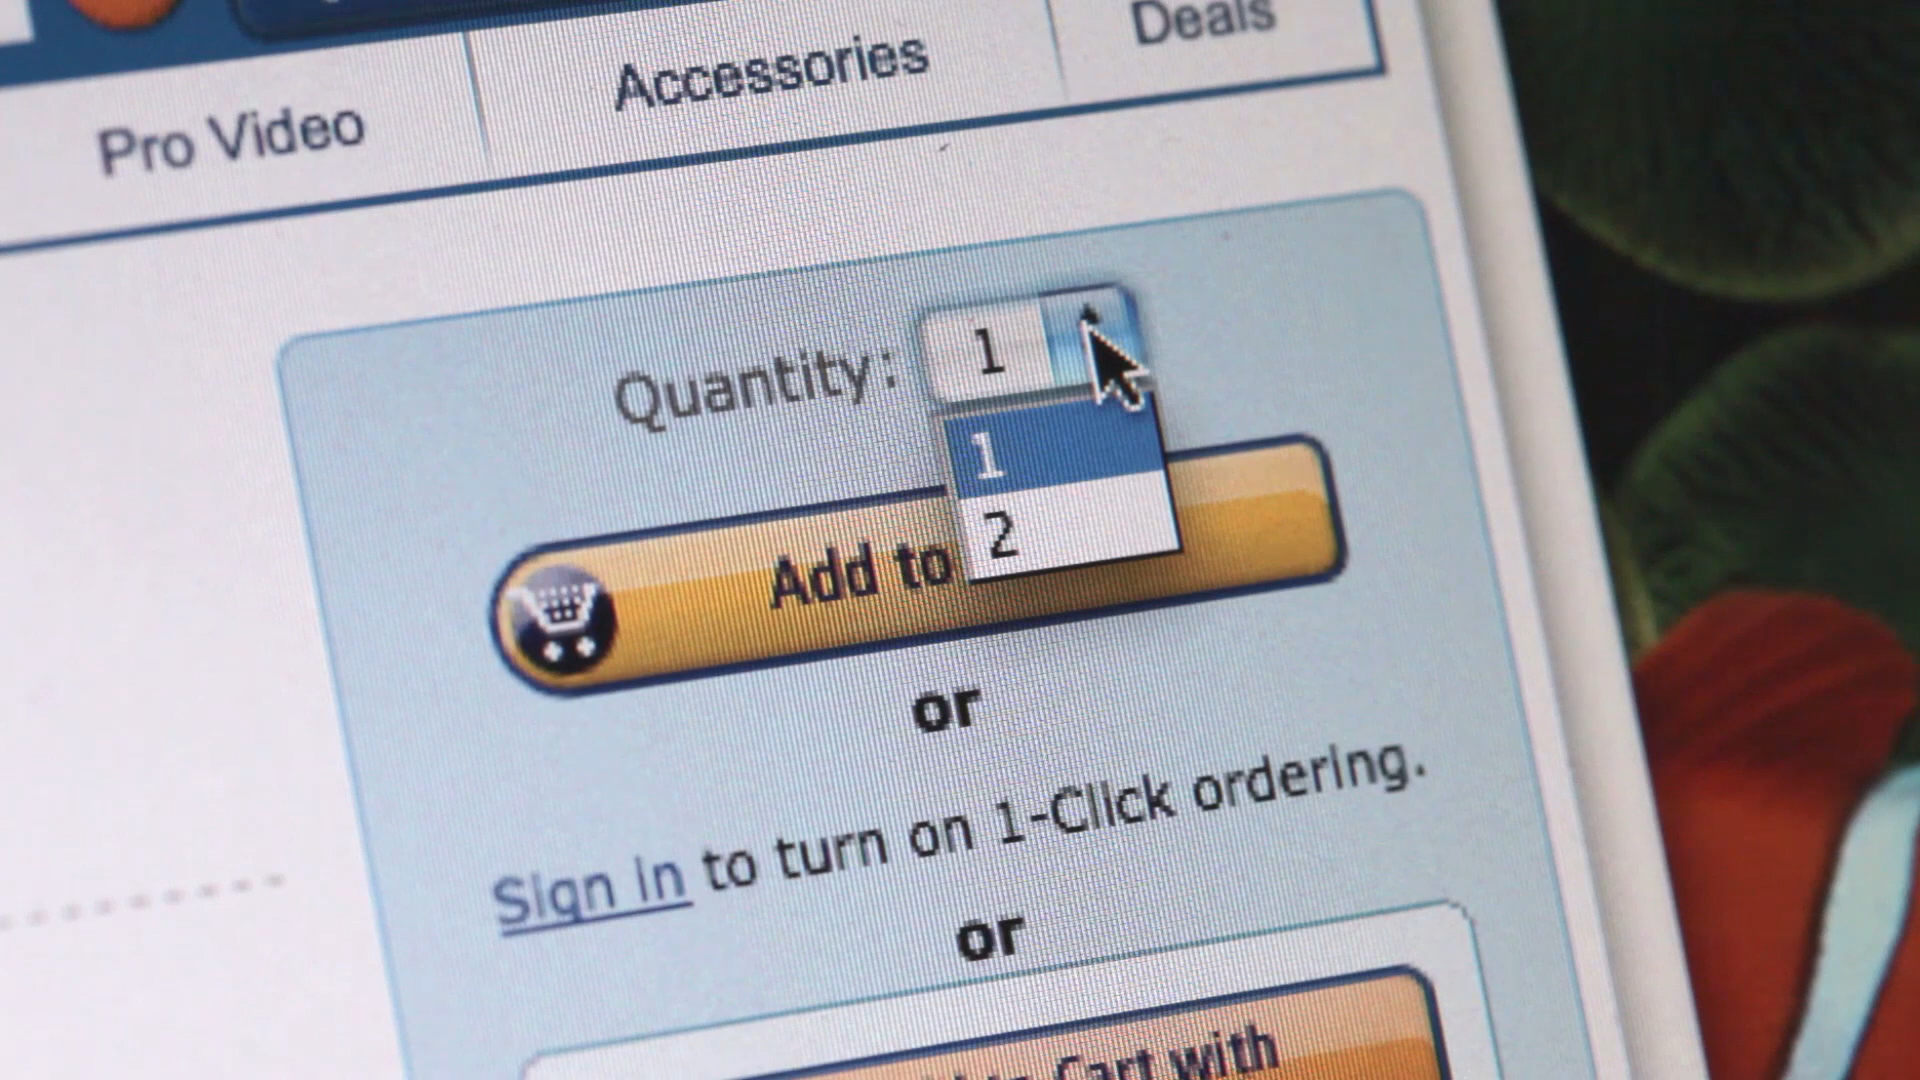 Pro Video
Accessories
Deals
Quantity: 1
1
2
Add to
or
Sign in to turn on 1-Click ordering.
or
Cart with